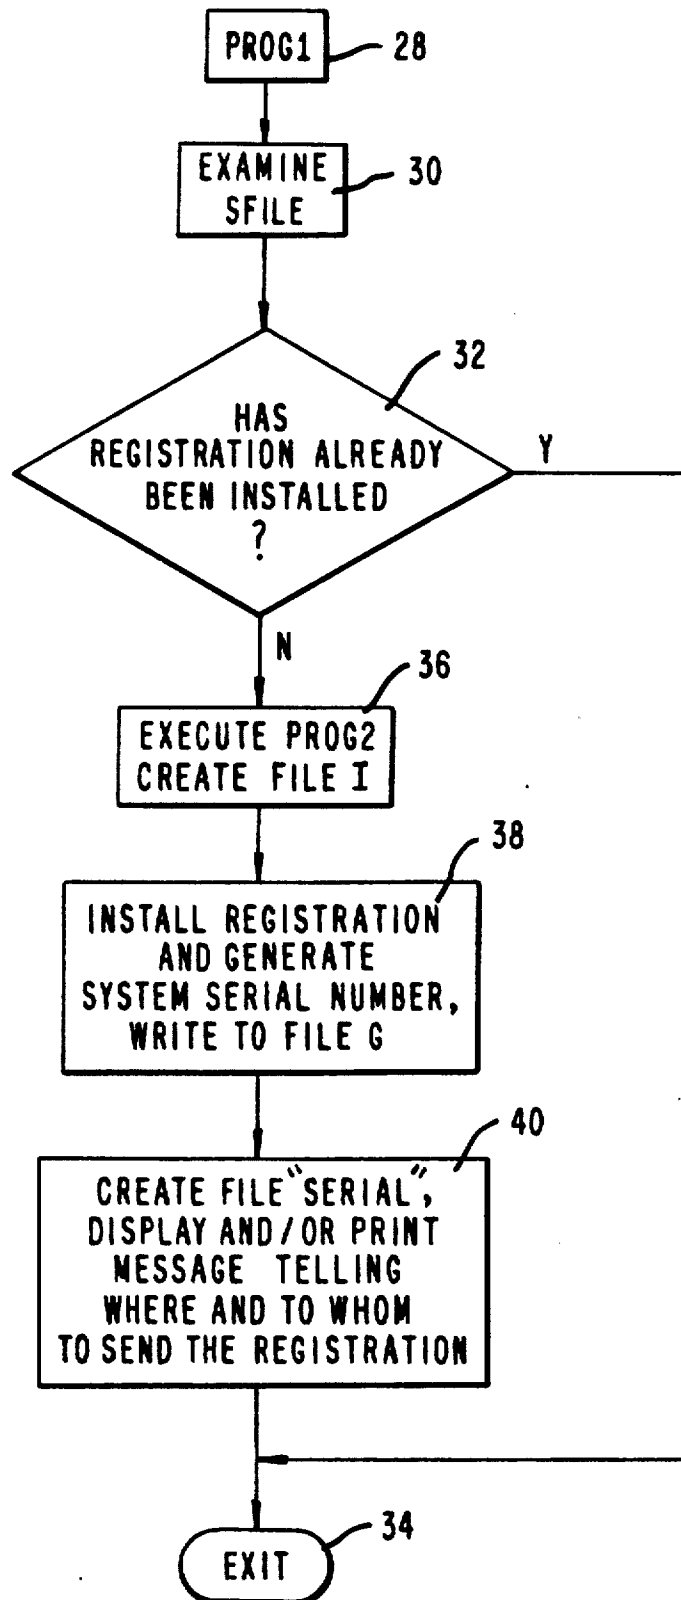 PROG1
28
EXAMINE
SFILE
30
32
HAS
REGISTRATION ALREADY
BEEN INSTALLED
?
Y
N
36
EXECUTE PROG2
CREATE FILE I
38
INSTALL REGISTRATION
AND GENERATE
SYSTEM SERIAL NUMBER,
WRITE TO FILE G
40
CREATE FILE "SERIAL",
DISPLAY AND/OR PRINT
MESSAGE TELLING
WHERE AND TO WHOM
TO SEND THE REGISTRATION
34
EXIT